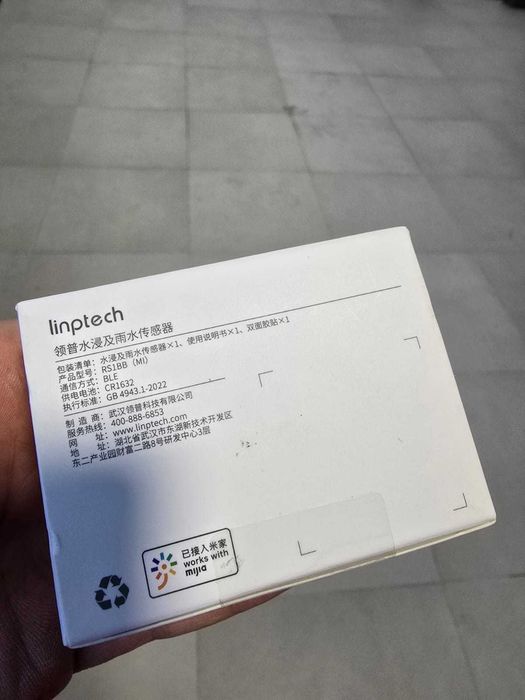 linptech
领普水浸及雨水传感器
包装清单：水浸及雨水传感器×1、使用说明书×1、双面胶贴×1
产品型号：RS1BB（MI）
通信方式：BLE
供电电池：CR1632
执行标准：GB 4943.1-2022
制 造 商：武汉领普科技有限公司
服务热线：400-888-6853
网 址：www.linptech.com
地 址：湖北省武汉市东湖新技术开发区
东二产业园财富二路8号研发中心3层
已接入米家
works with
mijia